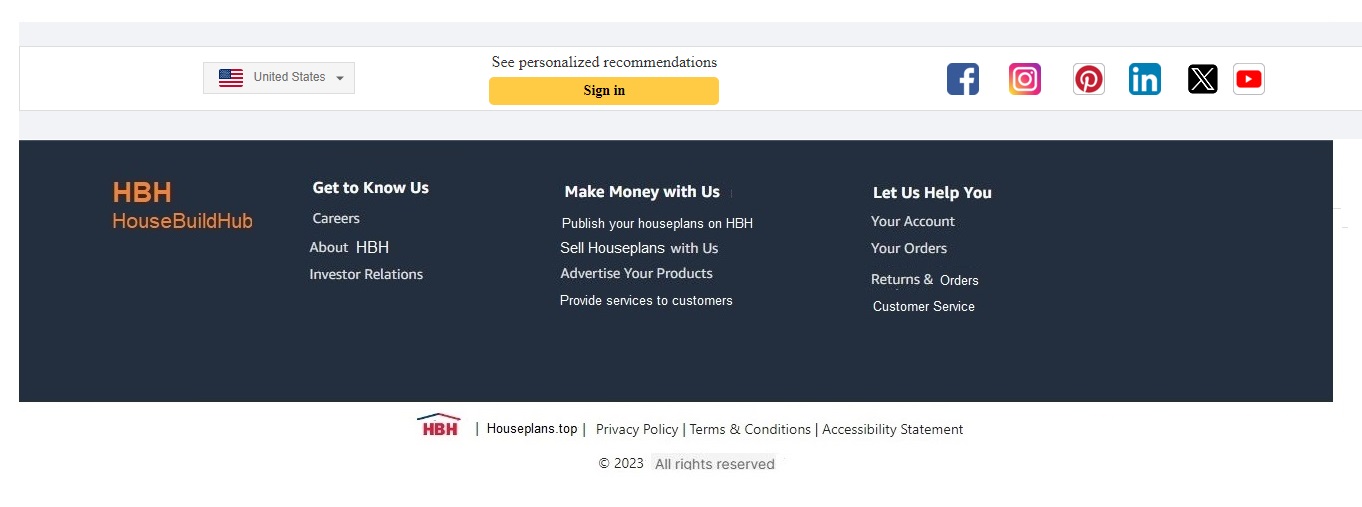 See personalized recommendations
United States
Sign in
HBH
HouseBuildHub
Get to Know Us
Careers
About HBH
Investor Relations
Make Money with Us
Publish your houseplans on HBH
Sell Houseplans with Us
Advertise Your Products
Provide services to customers
Let Us Help You
Your Account
Your Orders
Returns & Orders
Customer Service
HBH | Houseplans.top | Privacy Policy | Terms & Conditions | Accessibility Statement
© 2023 All rights reserved